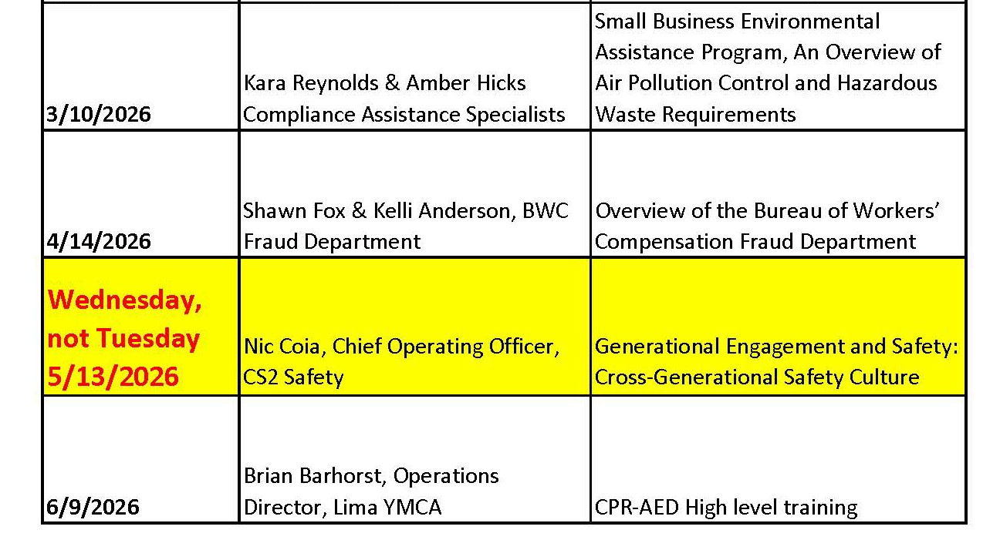 3/10/2026
Kara Reynolds & Amber Hicks
Compliance Assistance Specialists
Small Business Environmental
Assistance Program, An Overview of
Air Pollution Control and Hazardous
Waste Requirements
4/14/2026
Shawn Fox & Kelli Anderson, BWC
Fraud Department
Overview of the Bureau of Workers’
Compensation Fraud Department
Wednesday,
not Tuesday
5/13/2026
Nic Coia, Chief Operating Officer,
CS2 Safety
Generational Engagement and Safety:
Cross-Generational Safety Culture
6/9/2026
Brian Barhorst, Operations
Director, Lima YMCA
CPR-AED High level training